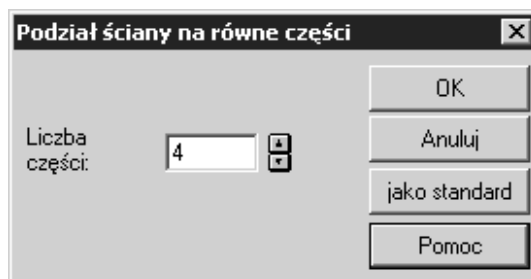 Podział ściany na równe części
OK
Liczba
części:
4
Anuluj
jako standard
Pomoc